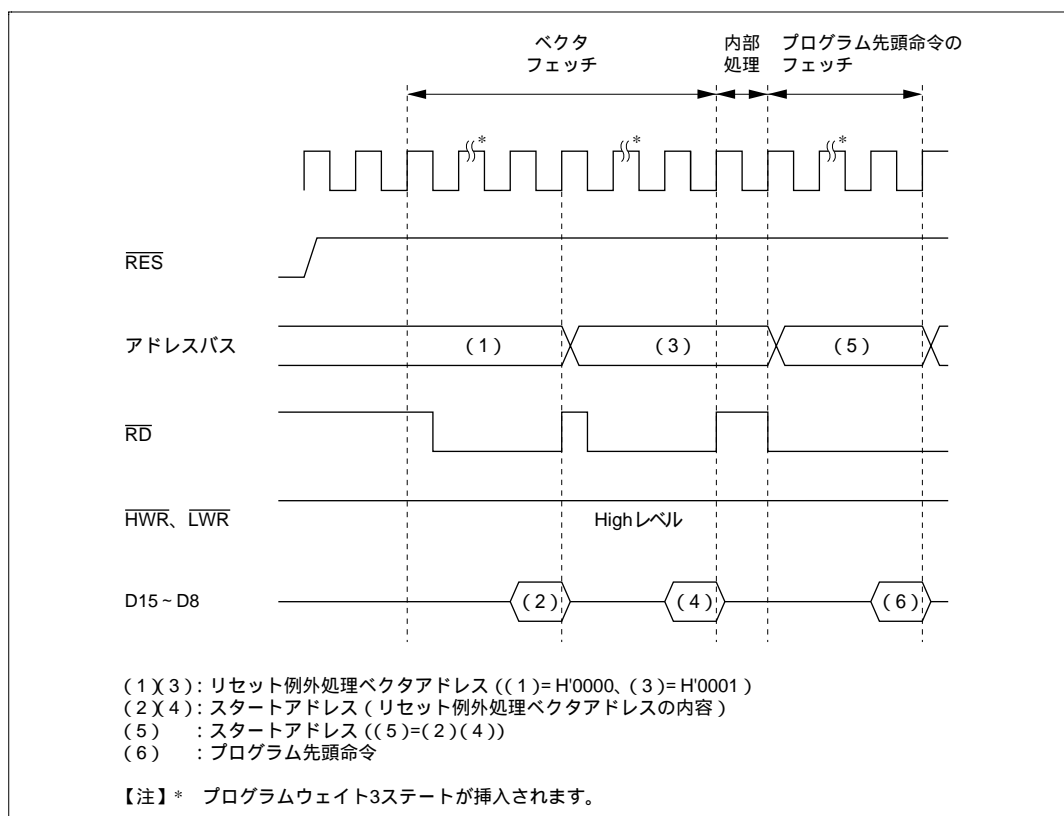 ベクタ
フェッチ
内部
処理
プログラム先頭命令の
フェッチ
*
*
*
RES
アドレスバス
(1)
(3)
(5)
RD
HWR、LWR
Highレベル
D15~D8
(2)
(4)
(6)
(1)(3):リセット例外処理ベクタアドレス((1)=H'0000、(3)=H'0001)
(2)(4):スタートアドレス(リセット例外処理ベクタアドレスの内容)
(5) :スタートアドレス((5)=(2)(4))
(6) :プログラム先頭命令
【注】* プログラムウェイト3ステートが挿入されます。